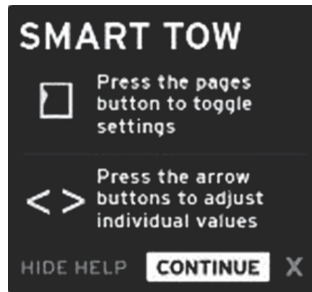 SMART TOW
Press the pages
button to toggle
settings
Press the arrow
< > buttons to adjust
individual values
HIDE HELP CONTINUE X